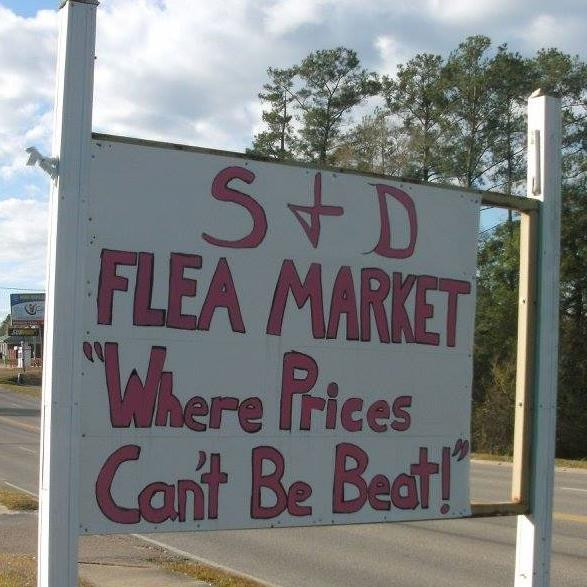 S + D
FLEA MARKET
"Where Prices
Can't Be Beat!"